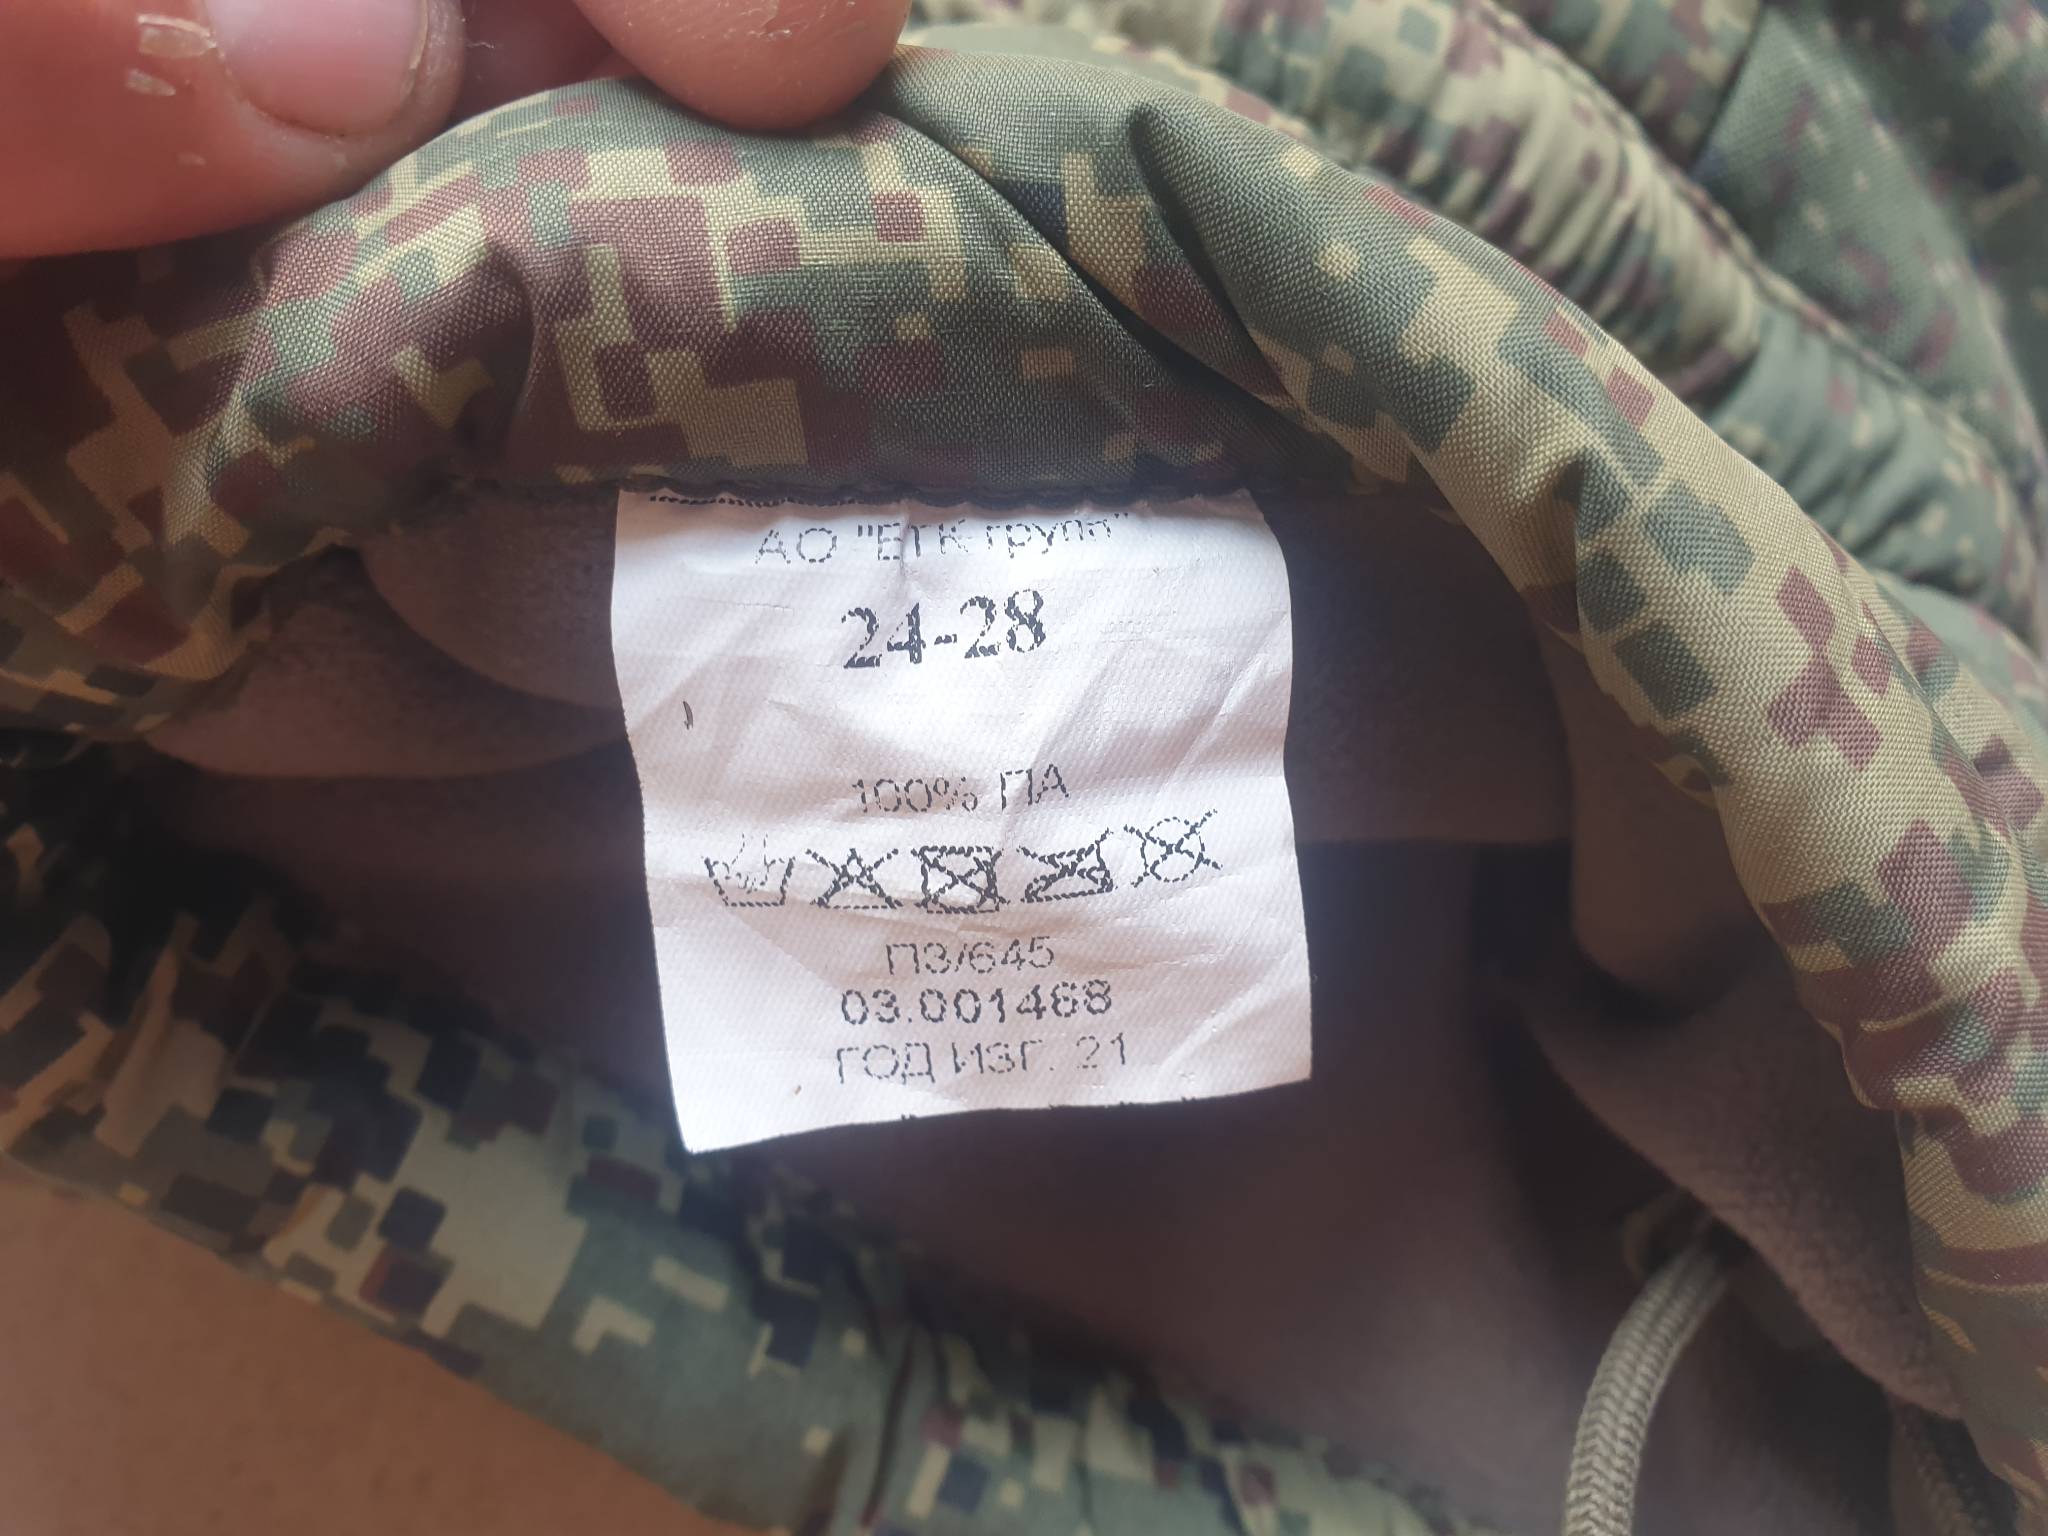 АО "БТК групп"
24-28
100% ПА
ПЗ/645
03.001468
ГОД ИЗГ. 21